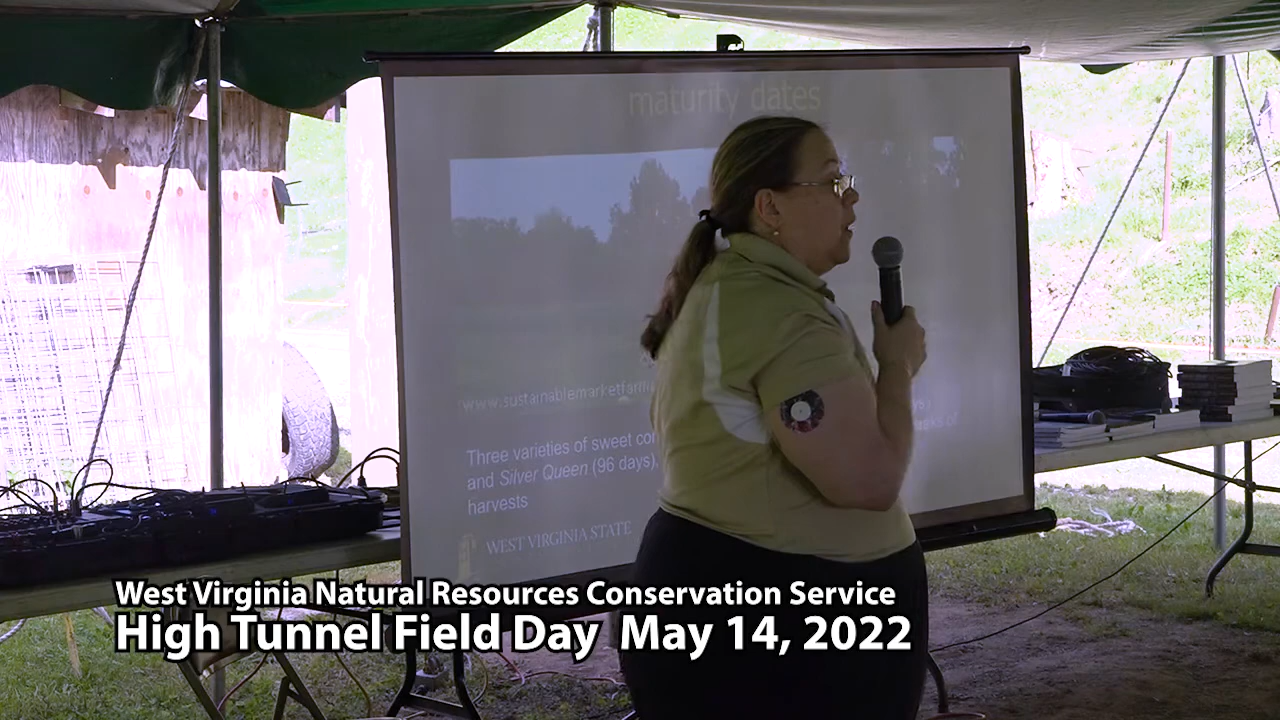 maturity dates
www.sustainablemarketfarmi
Three varieties of sweet cor
and Silver Queen (96 days),
harvests
WEST VIRGINIA STATE
West Virginia Natural Resources Conservation Service
High Tunnel Field Day May 14, 2022